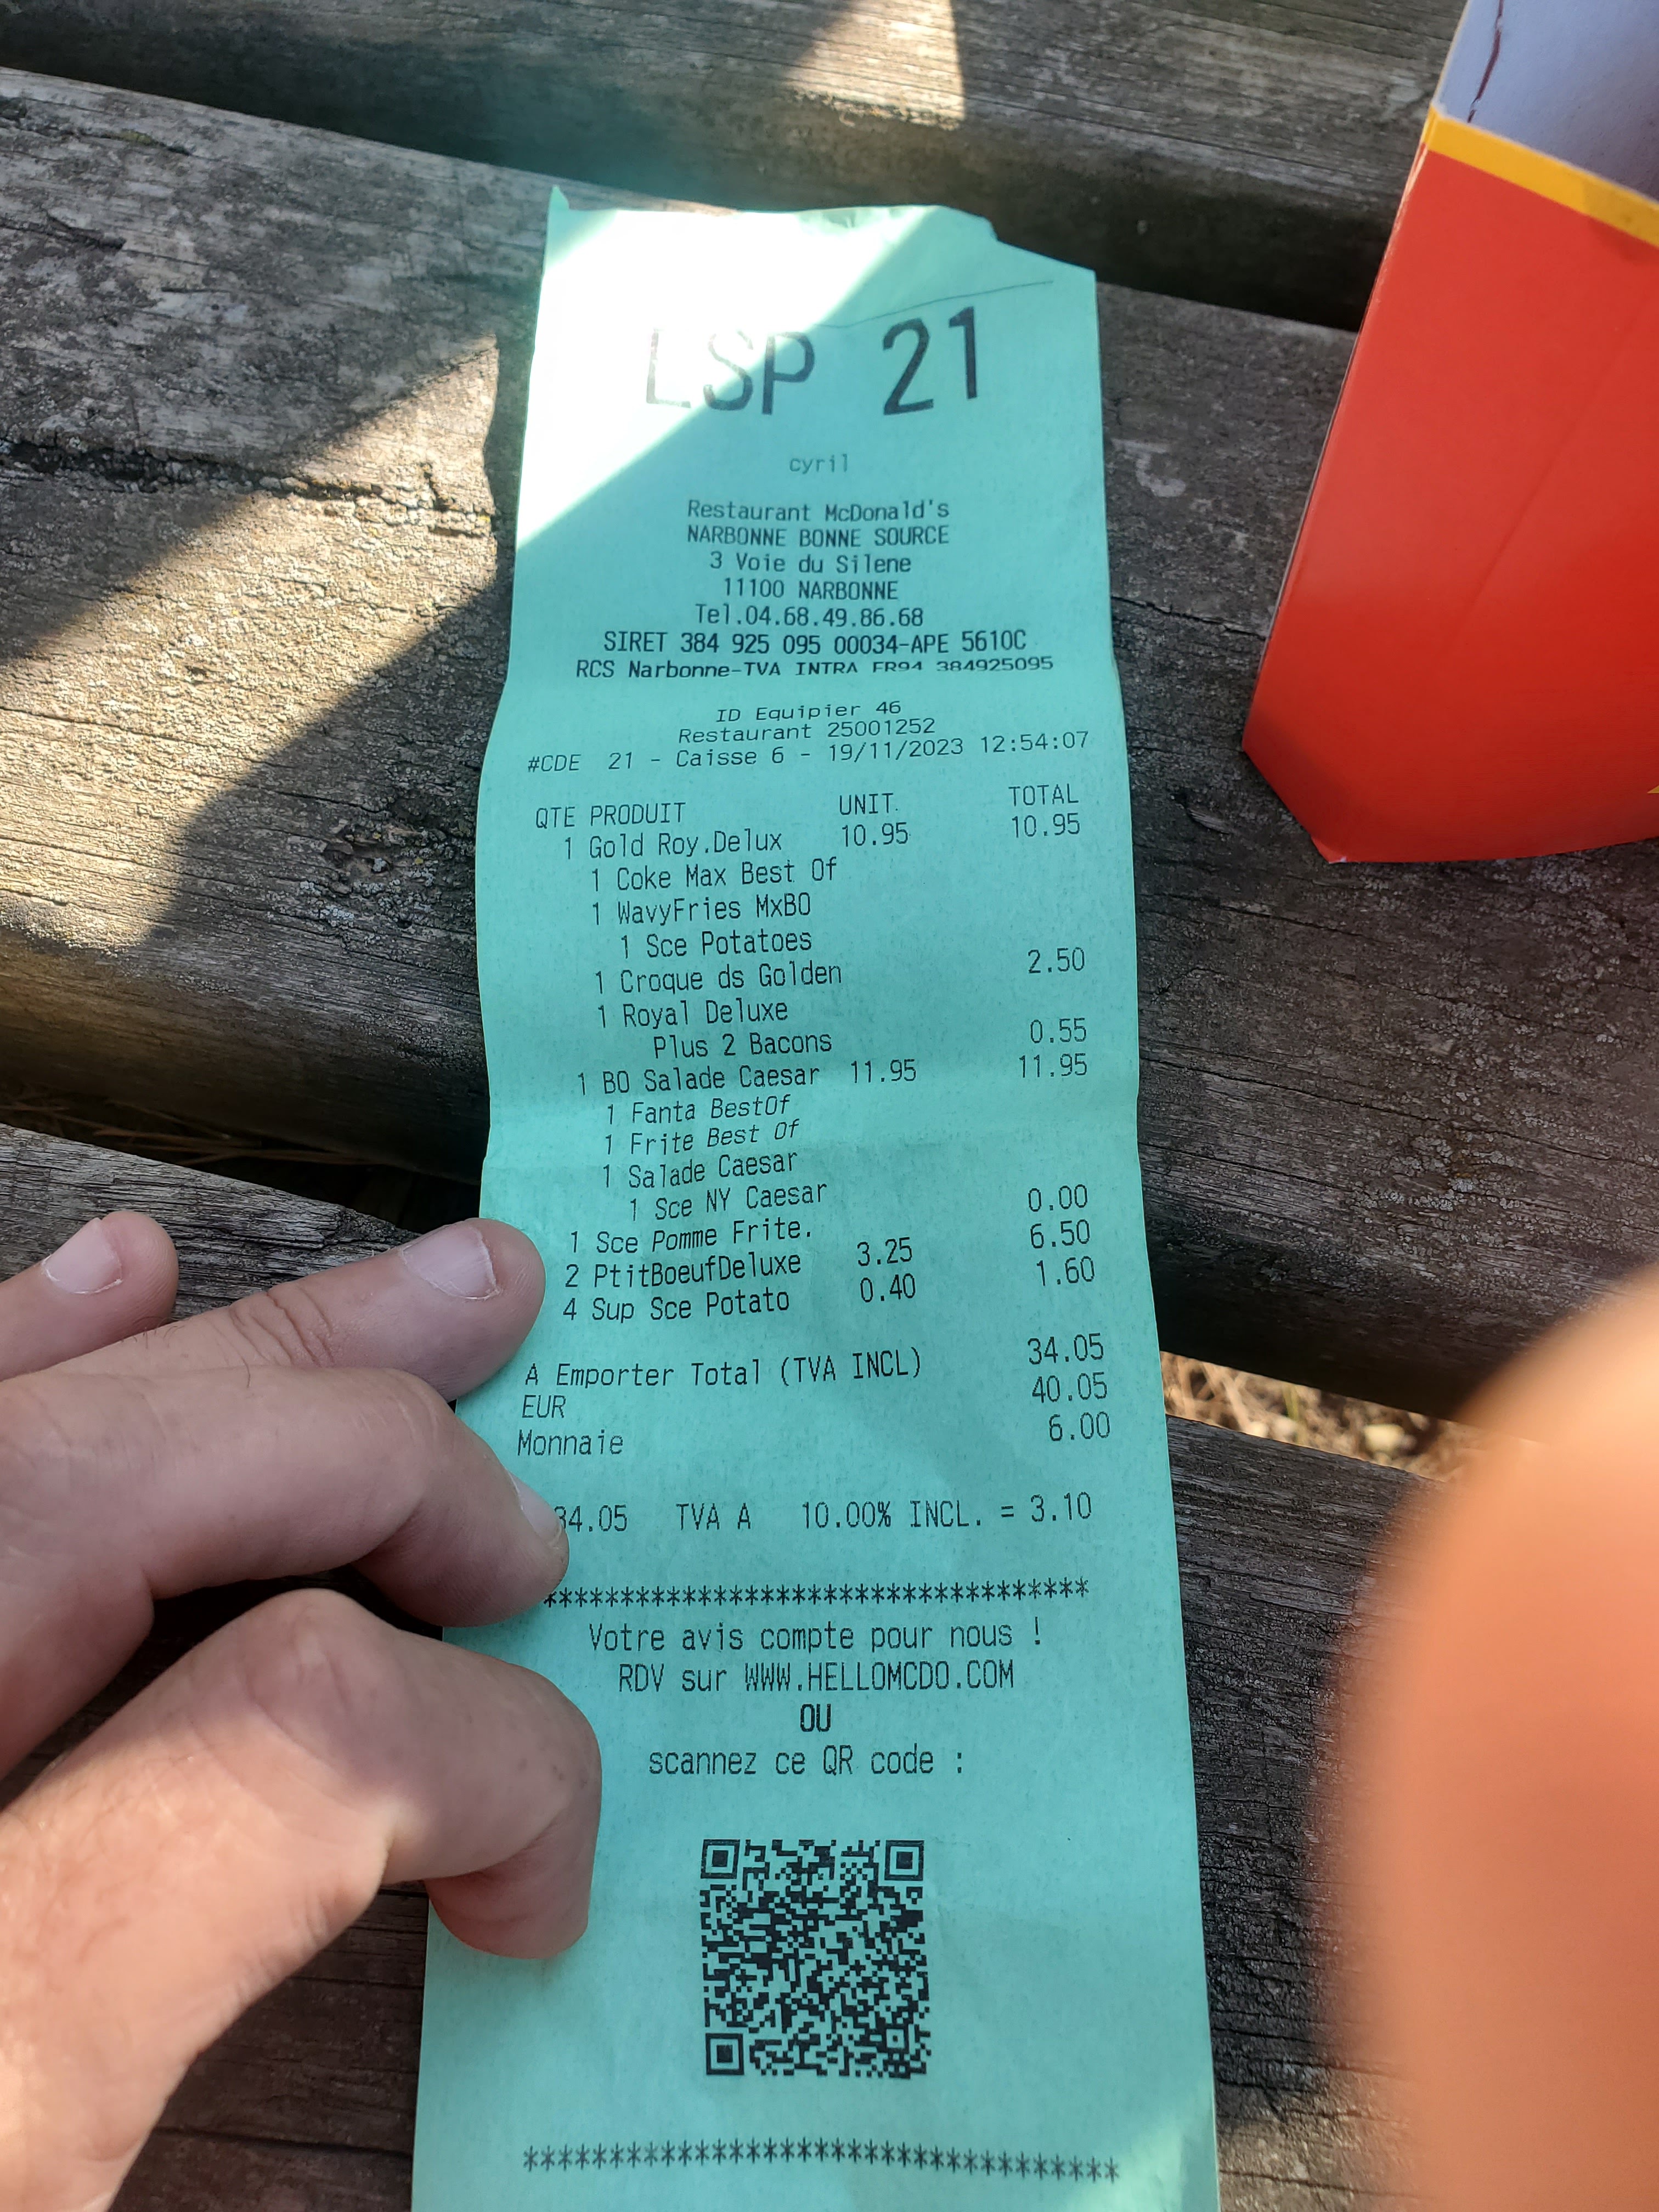 LSP 21
cyril
Restaurant McDonald's
NARBONNE BONNE SOURCE
3 Voie du Silene
11100 NARBONNE
Tel.04.68.49.86.68
SIRET 384 925 095 00034-APE 5610C
RCS Narbonne-TVA INTRA FR94 384925095
ID Equipier 46
Restaurant 25001252
#CDE 21 - Caisse 6 - 19/11/2023 12:54:07
QTE PRODUIT UNIT. TOTAL
1 Gold Roy.Delux 10.95 10.95
1 Coke Max Best Of
1 WavyFries MxBO
1 Sce Potatoes
1 Croque ds Golden 2.50
1 Royal Deluxe
Plus 2 Bacons 0.55
1 BO Salade Caesar 11.95 11.95
1 Fanta BestOf
1 Frite Best Of
1 Salade Caesar
1 Sce NY Caesar
1 Sce Pomme Frite. 0.00
2 PtitBoeufDeluxe 3.25 6.50
4 Sup Sce Potato 0.40 1.60
A Emporter Total (TVA INCL) 34.05
EUR 40.05
Monnaie 6.00
34.05 TVA A 10.00% INCL. = 3.10
************************************
Votre avis compte pour nous !
RDV sur WWW.HELLOMCDO.COM
OU
scannez ce QR code :
************************************